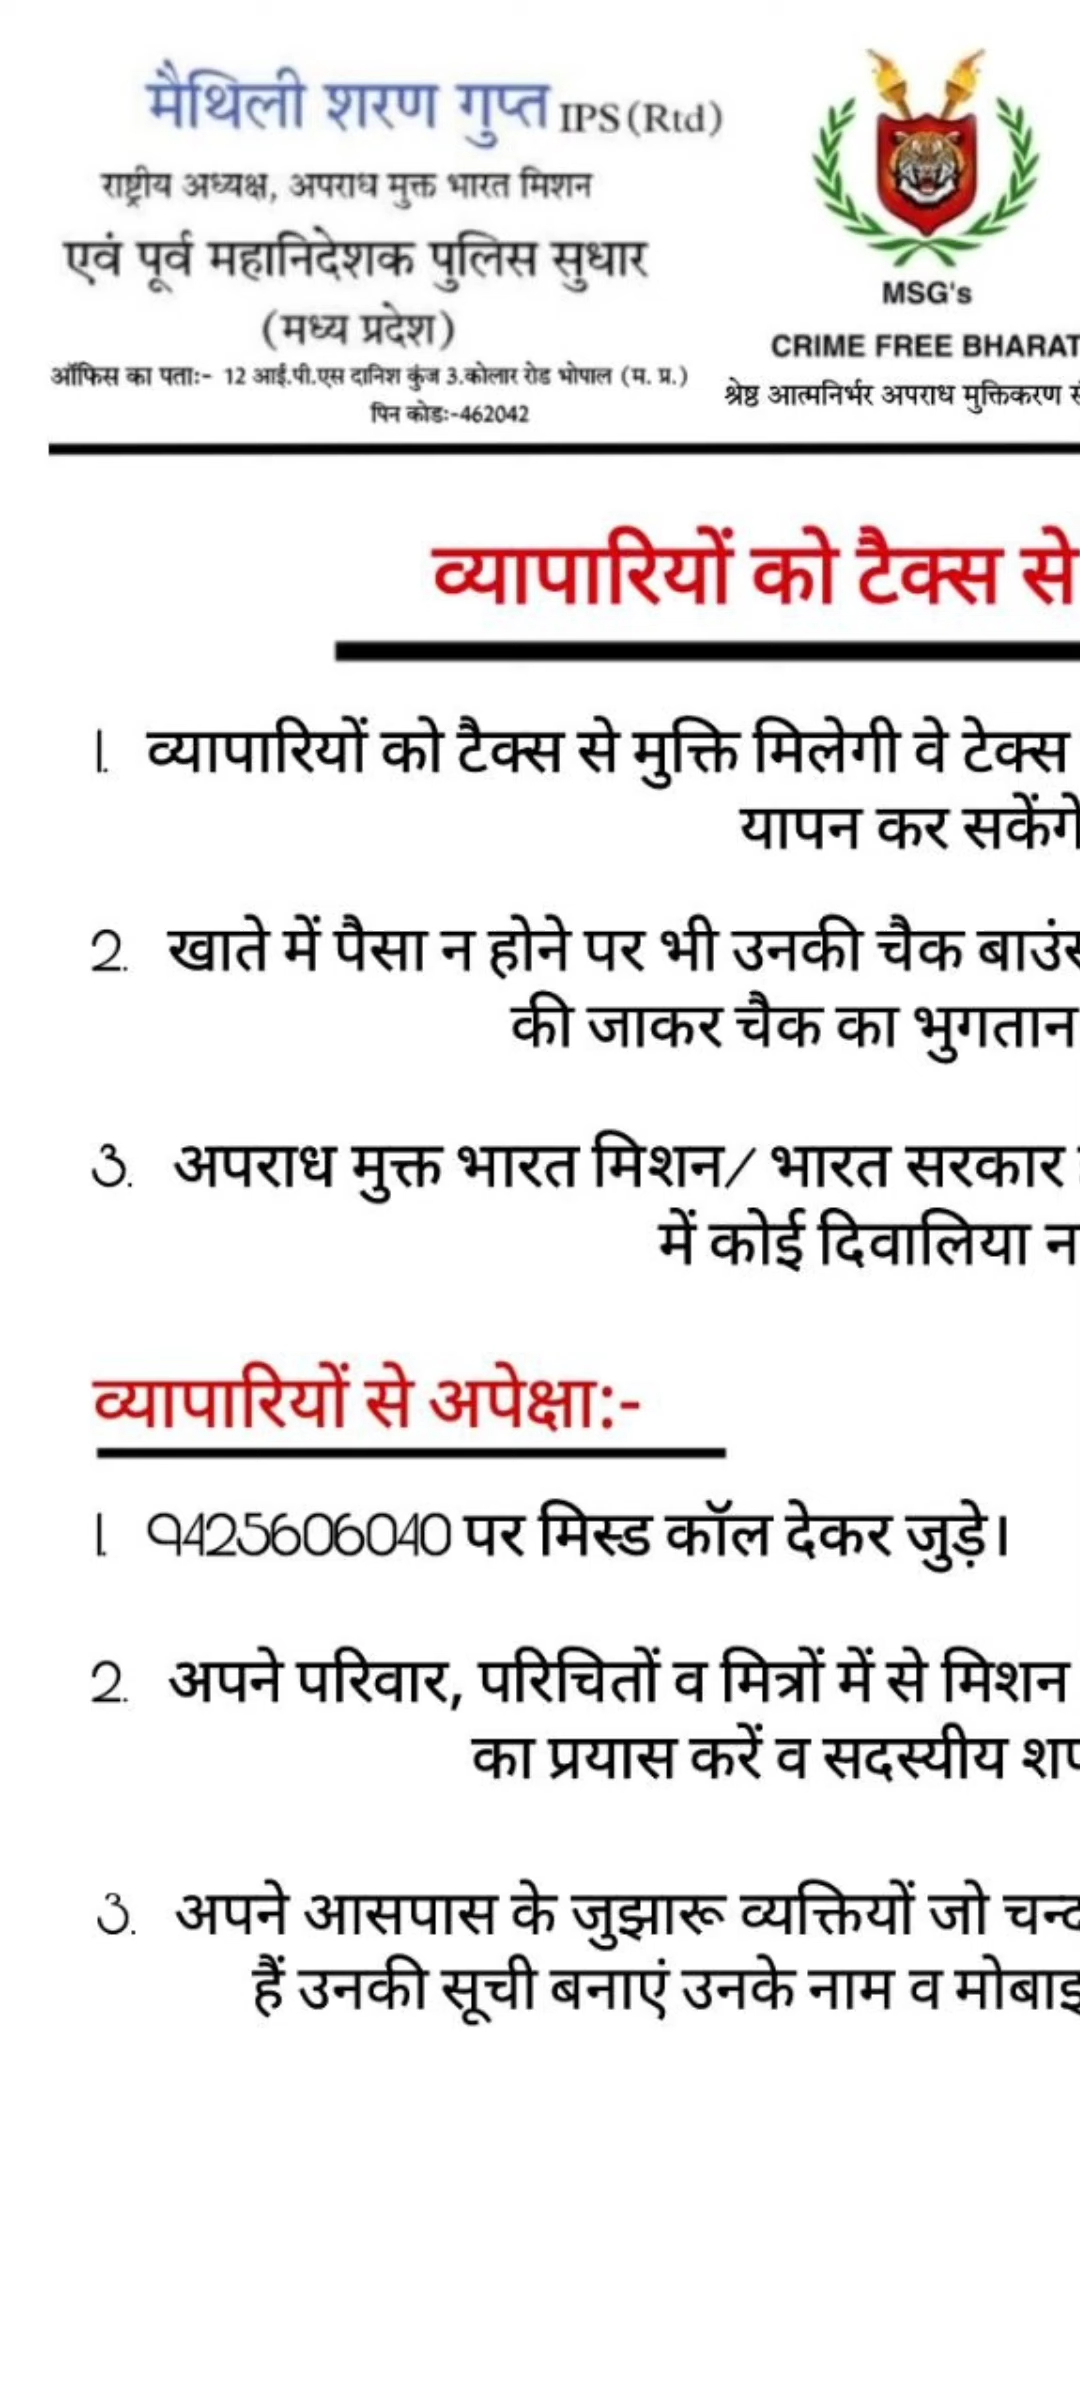 मैथिली शरण गुप्त IPS (Rtd)
राष्ट्रीय अध्यक्ष, अपराध मुक्त भारत मिशन
एवं पूर्व महानिदेशक पुलिस सुधार
(मध्य प्रदेश)
ऑफिस का पताः- 12 आई.पी.एस दानिश कुंज 3.कोलार रोड भोपाल (म. प्र.)
पिन कोडः-462042
MSG's
CRIME FREE BHARAT
श्रेष्ठ आत्मनिर्भर अपराध मुक्तिकरण
व्यापारियों को टैक्स से
1. व्यापारियों को टैक्स से मुक्ति मिलेगी वे टेक्स
यापन कर सकेंगे
2. खाते में पैसा न होने पर भी उनकी चैक
की जाकर चैक का भुगतान
3. अपराध मुक्त भारत मिशन/ भारत सरकार
में कोई दिवालिया न
व्यापारियों से अपेक्षा:-
1. 9425606040 पर मिस्ड कॉल देकर जुड़े।
2. अपने परिवार, परिचितों व मित्रों में से मिशन
का प्रयास करें व सदस्यीय
3. अपने आसपास के जुझारू व्यक्तियों जो
हैं उनकी सूची बनाएं उनके नाम व